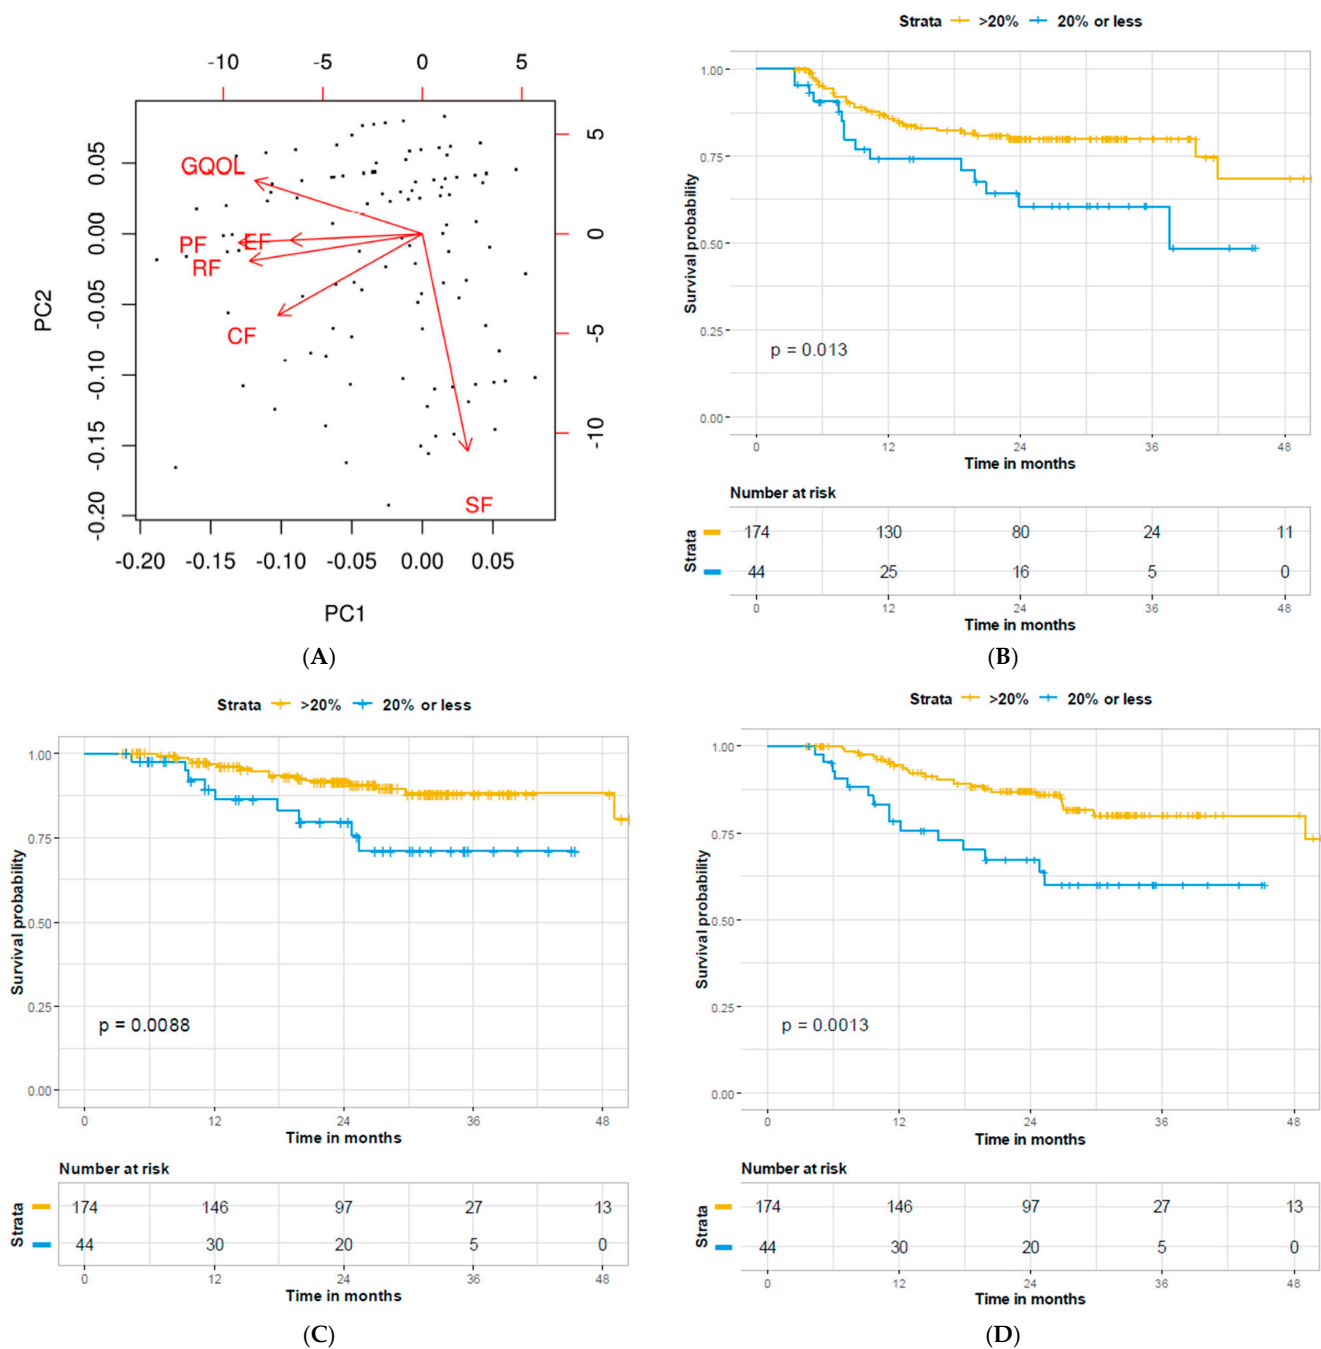 -10 -5 0 5
0.05
0.00
-0.05
-0.10
-0.15
-0.20
PC2
GQOL
PF
EF
RF
CF
SF
5
0
-5
-10
-0.20 -0.15 -0.10 -0.05 0.00 0.05
PC1
(A)
Strata >20% 20% or less
1.00
0.75
0.50
0.25
0.00
Survival probability
p = 0.013
0 12 24 36 48
Time in months
Number at risk
Strata
174 130 80 24 11
44 25 16 5 0
0 12 24 36 48
Time in months
(B)
Strata >20% 20% or less
1.00
0.75
0.50
0.25
0.00
Survival probability
p = 0.0088
0 12 24 36 48
Time in months
Number at risk
Strata
174 146 97 27 13
44 30 20 5 0
0 12 24 36 48
Time in months
(C)
Strata >20% 20% or less
1.00
0.75
0.50
0.25
0.00
Survival probability
p = 0.0013
0 12 24 36 48
Time in months
Number at risk
Strata
174 146 97 27 13
44 30 20 5 0
0 12 24 36 48
Time in months
(D)